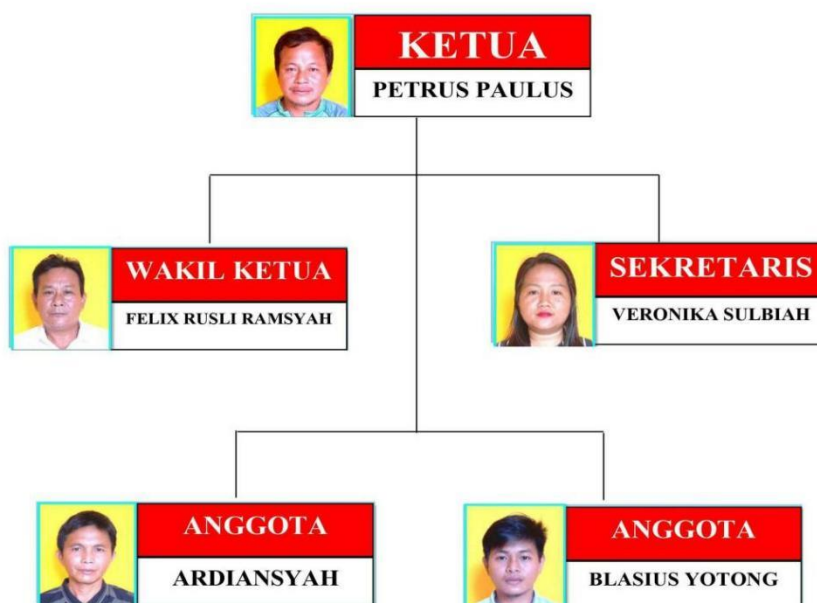 KETUA
PETRUS PAULUS
WAKIL KETUA
FELIX RUSLI RAMSYAH
SEKRETARIS
VERONIKA SULBIAH
ANGGOTA
ARDIANSYAH
ANGGOTA
BLASIUS YOTONG